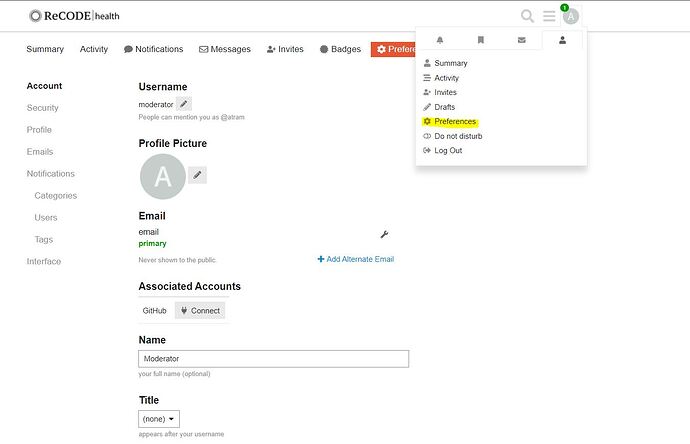 ReCODE health
1
A
Summary Activity Notifications Messages Invites Badges Prefere
Summary
Activity
Invites
Drafts
Preferences
Do not disturb
Log Out
Account
Security
Profile
Emails
Notifications
Categories
Users
Tags
Interface
Username
moderator
People can mention you as @atram
Profile Picture
A
Email
email
primary
Never shown to the public.
Add Alternate Email
Associated Accounts
GitHub Connect
Name
Moderator
your full name (optional)
Title
(none)
appears after your username